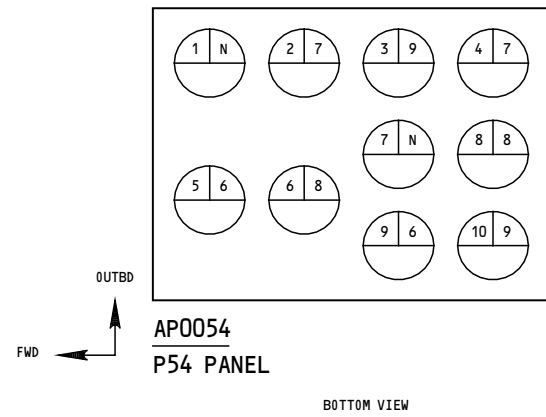 1 N 2 7 3 9 4 7
7 N 8 8
5 6 6 8
9 6 10 9
OUTBD
FWD
AP0054
P54 PANEL
BOTTOM VIEW